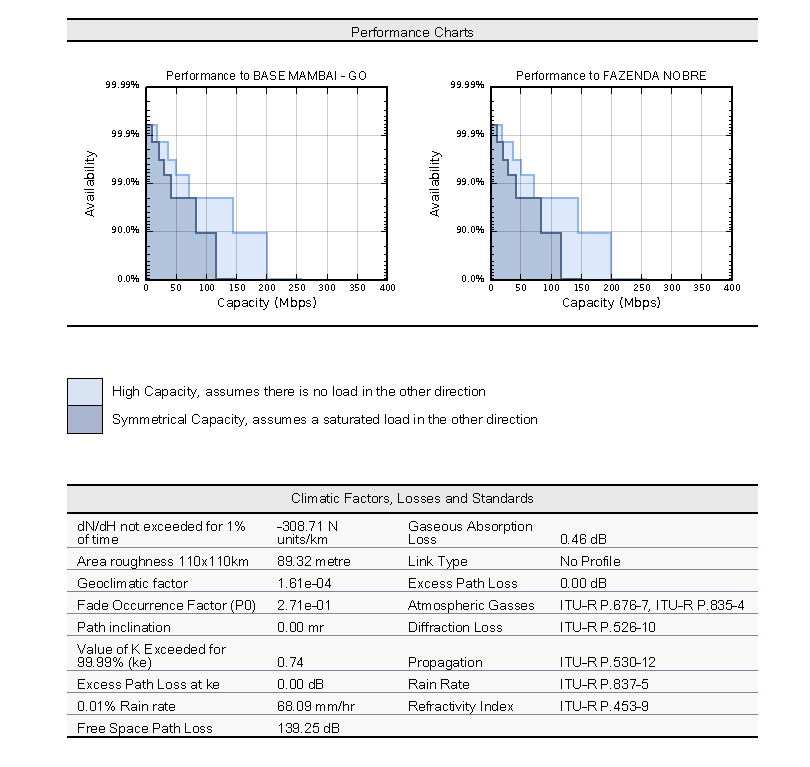 Performance Charts
Performance to BASE MAMBAI - GO
99.99%
99.9%
99.0%
90.0%
0.0%
Availability
0 50 100 150 200 250 300 350 400
Capacity (Mbps)
Performance to FAZENDA NOBRE
99.99%
99.9%
99.0%
90.0%
0.0%
Availability
0 50 100 150 200 250 300 350 400
Capacity (Mbps)
High Capacity, assumes there is no load in the other direction
Symmetrical Capacity, assumes a saturated load in the other direction
Climatic Factors, Losses and Standards
dN/dH not exceeded for 1% -308.71 N Gaseous Absorption
of time units/km Loss 0.46 dB
Area roughness 110x110km 89.32 metre Link Type No Profile
Geoclimatic factor 1.61e-04 Excess Path Loss 0.00 dB
Fade Occurrence Factor (P0) 2.71e-01 Atmospheric Gasses ITU-R P.676-7, ITU-R P.835-4
Path inclination 0.00 mr Diffraction Loss ITU-R P.526-10
Value of K Exceeded for
99.99% (ke) 0.74 Propagation ITU-R P.530-12
Excess Path Loss at ke 0.00 dB Rain Rate ITU-R P.837-5
0.01% Rain rate 68.09 mm/hr Refractivity Index ITU-R P.453-9
Free Space Path Loss 139.25 dB